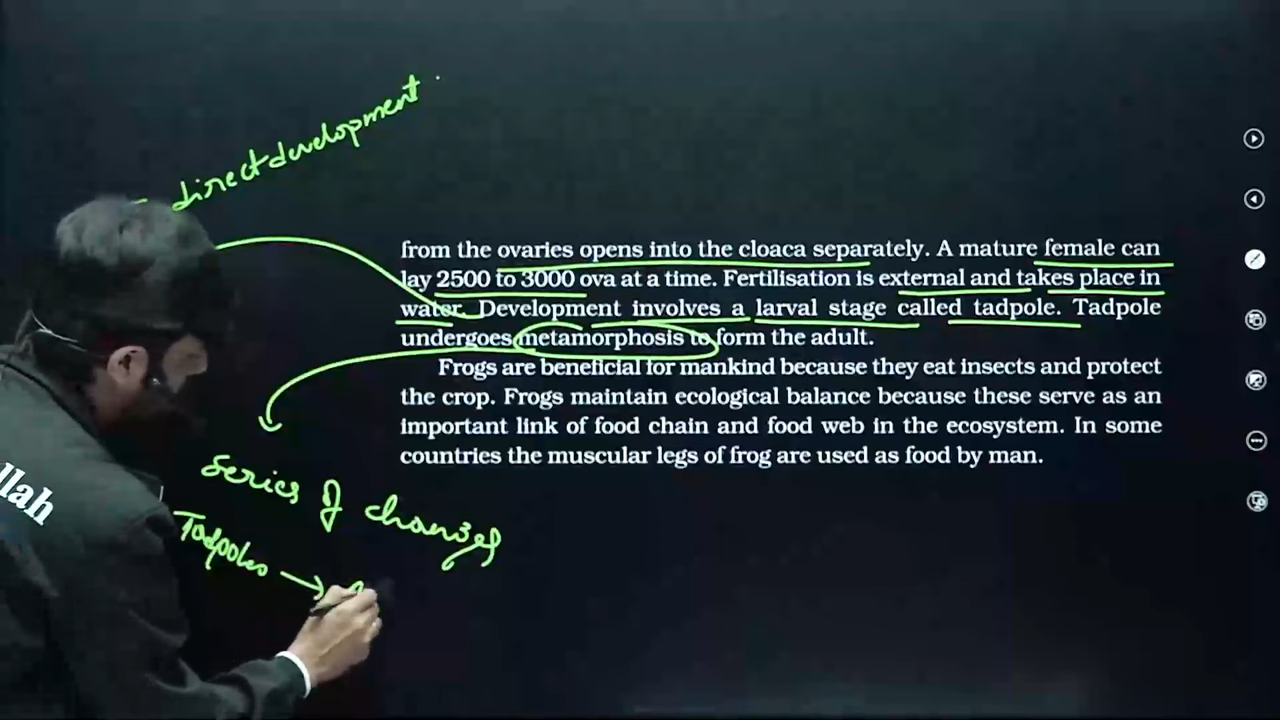 direct development
from the ovaries opens into the cloaca separately. A mature female can
lay 2500 to 3000 ova at a time. Fertilisation is external and takes place in
water. Development involves a larval stage called tadpole. Tadpole
undergoes metamorphosis to form the adult.
Frogs are beneficial for mankind because they eat insects and protect
the crop. Frogs maintain ecological balance because these serve as an
important link of food chain and food web in the ecosystem. In some
countries the muscular legs of frog are used as food by man.
series of changes
Tadpoles →
llah